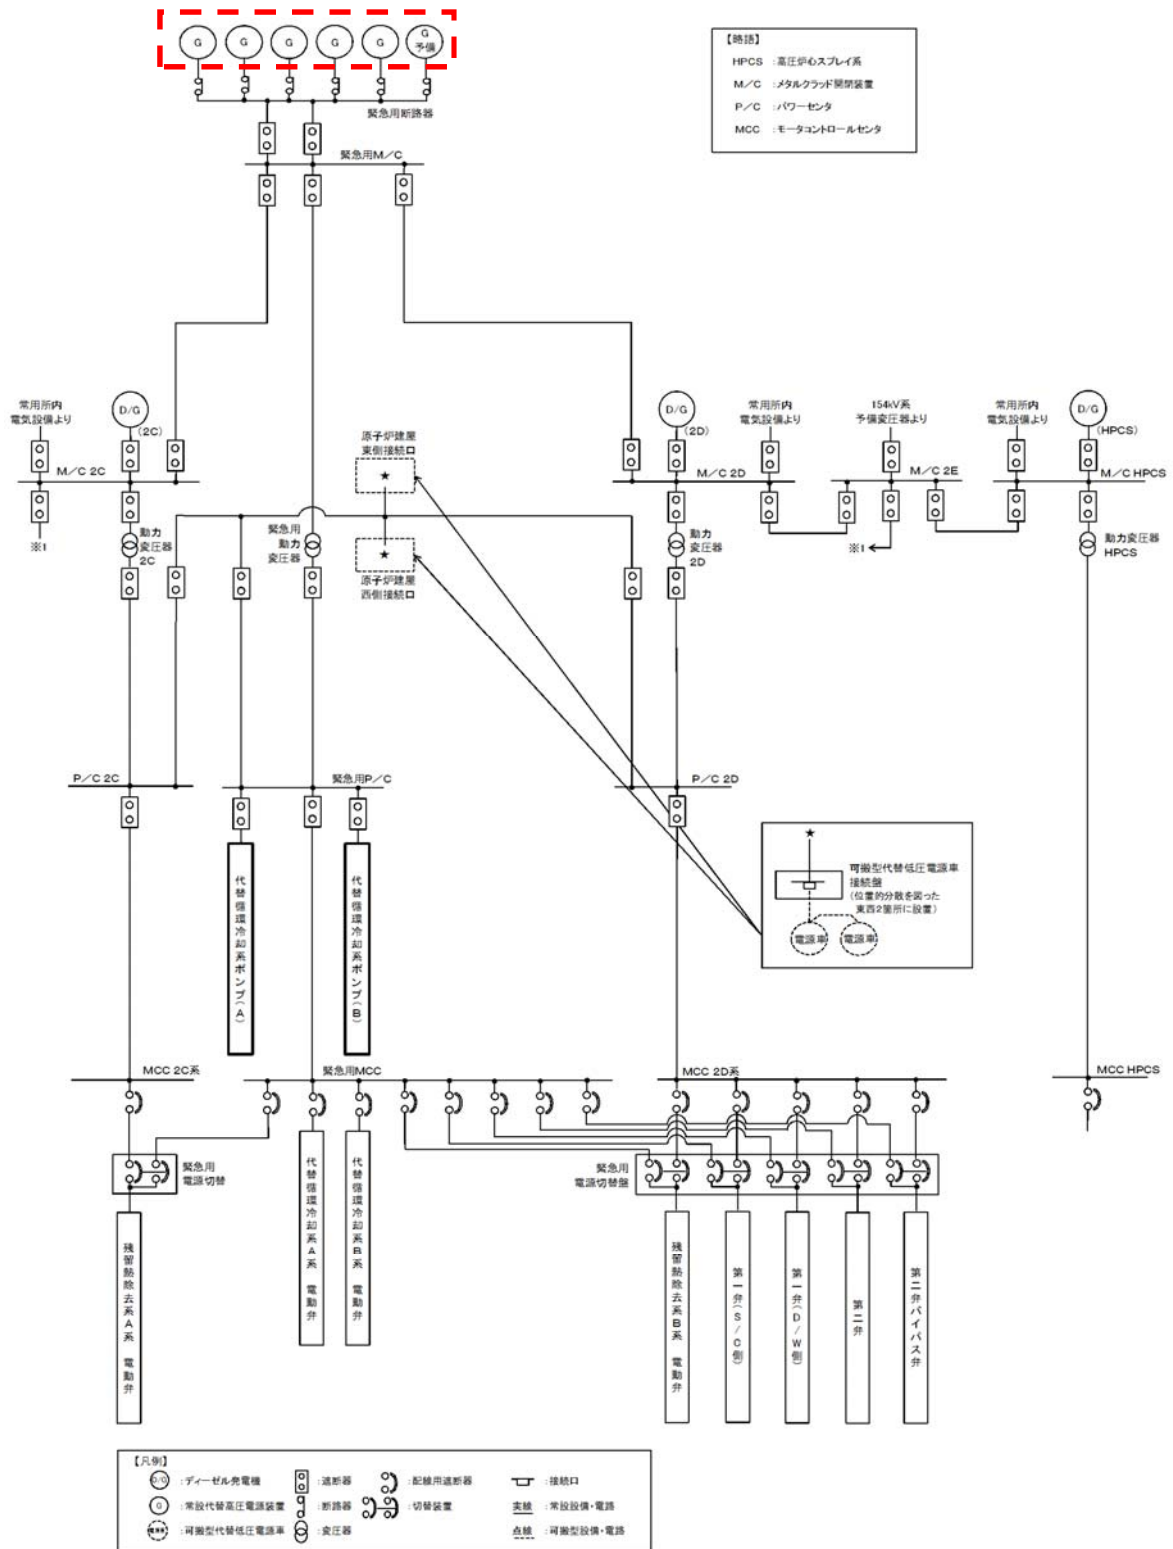 G G G G G G
予備
【略語】
HPCS :高圧炉心スプレイ系
M/C :メタルクラッド開閉装置
P/C :パワーセンタ
MCC :モータコントロールセンタ
緊急用断路器
緊急用M/C
常用所内
電気設備より
D/G
(2C)
M/C 2C
※1
動力
変圧器
2C
緊急用
動力
変圧器
原子炉建屋
東側接続口
★
★
原子炉建屋
西側接続口
D/G
(2D)
M/C 2D
動力
変圧器
2D
常用所内
電気設備より
154kV系
予備変圧器より
M/C 2E
※1
常用所内
電気設備より
D/G
(HPCS)
M/C HPCS
動力変圧器
HPCS
P/C 2C
緊急用P/C
P/C 2D
代替循環冷却系ポンプ(A)
代替循環冷却系ポンプ(B)
★
可搬型代替低圧電源車
接続盤
(位置的分散を図った
東西2箇所に設置)
電源車 電源車
MCC 2C系
緊急用MCC
MCC 2D系
MCC HPCS
緊急用
電源切替
緊急用
電源切替盤
残留熱除去系A系 電動弁
代替循環冷却系A系 電動弁
代替循環冷却系B系 電動弁
残留熱除去系B系 電動弁
第一弁(S/C側)
第一弁(D/W側)
第二弁
第二弁バイパス弁
【凡例】
D/G :ディーゼル発電機 :遮断器 :配線用遮断器 :接続口
G :常設代替高圧電源装置 :断路器 :切替装置 実線 :常設設備・電路
電源車 :可搬型代替低圧電源車 :変圧器 点線 :可搬型設備・電路